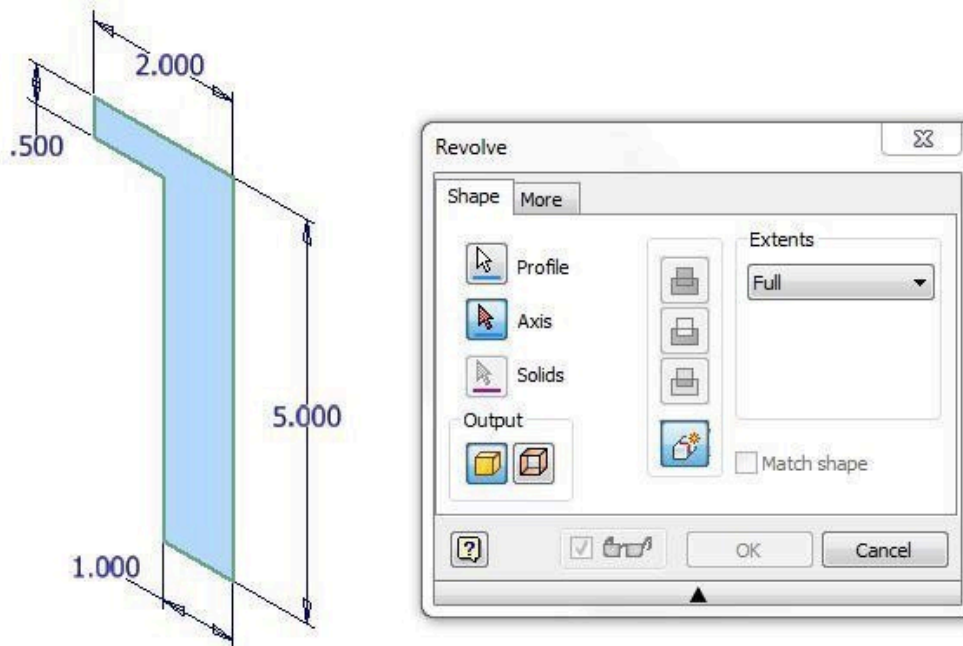 2.000
.500
5.000
1.000
Revolve
Shape
More
Profile
Axis
Solids
Output
Extents
Full
Match shape
?
OK
Cancel